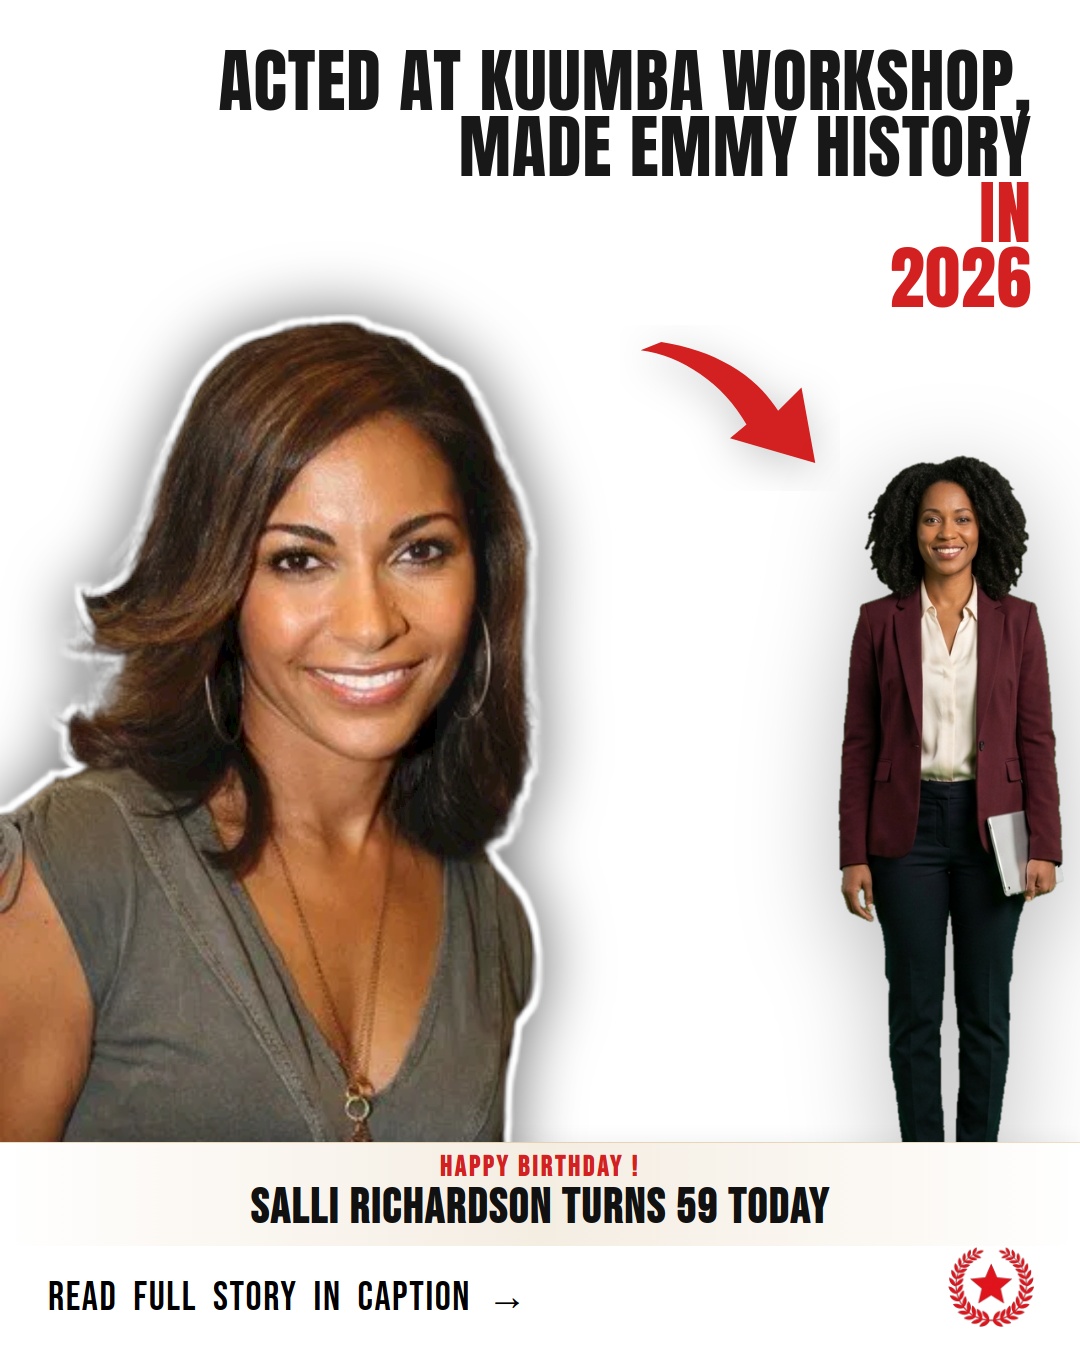 ACTED AT KUUMBA WORKSHOP,
MADE EMMY HISTORY
IN
2026
HAPPY BIRTHDAY !
SALLI RICHARDSON TURNS 59 TODAY
READ FULL STORY IN CAPTION →